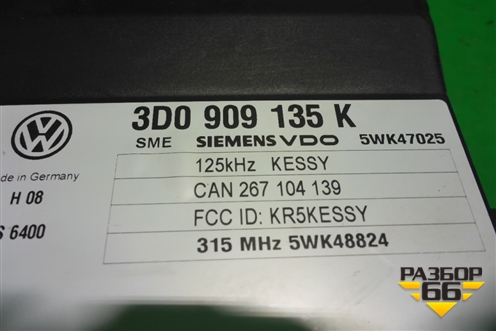 3D0 909 135 K
SME SIEMENS VDO 5WK47025
125kHz KESSY
CAN 267 104 139
FCC ID: KR5KESSY
315 MHz 5WK48824
VW
de in Germany
H 08
S 6400
РАЗБОР
66